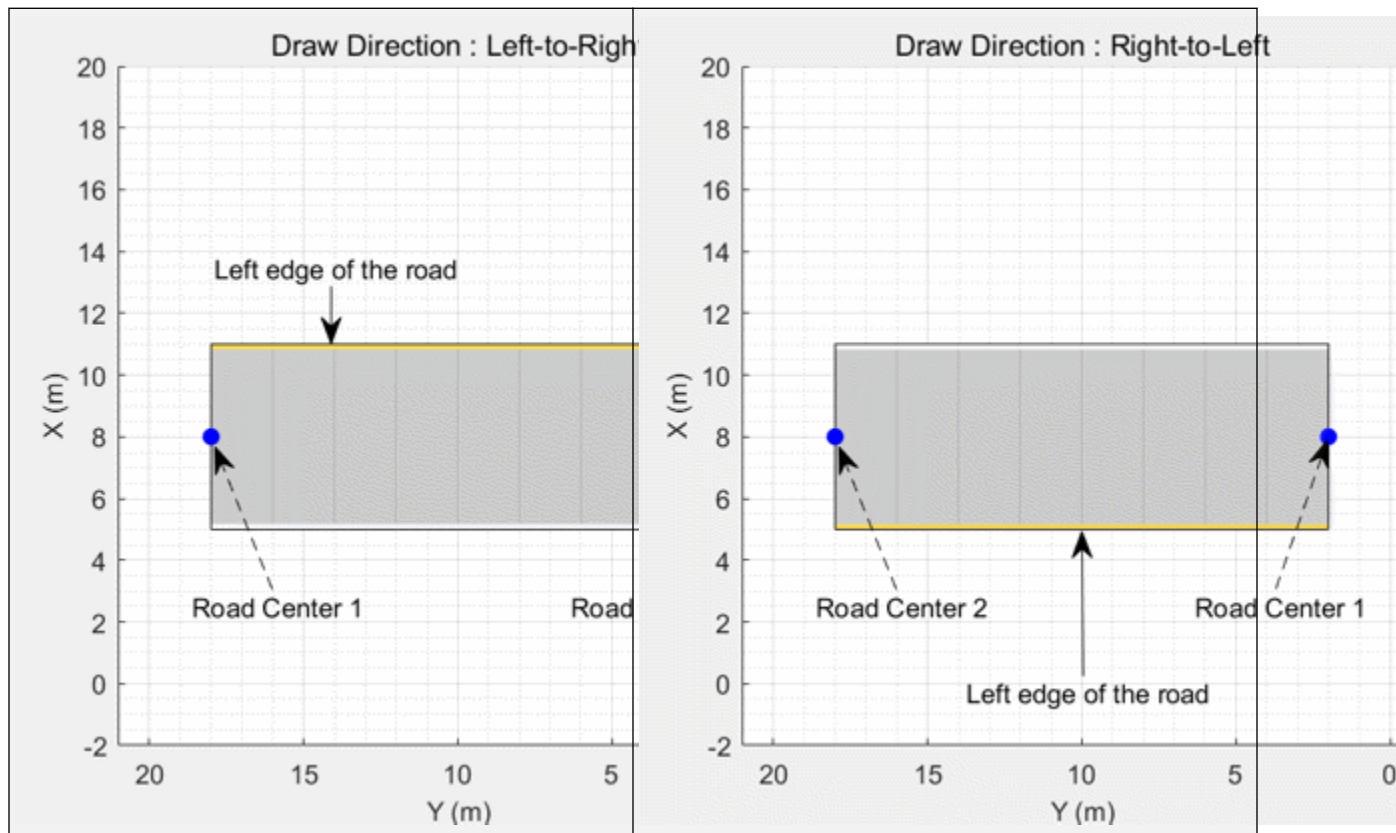 Draw Direction : Left-to-Righ
20
18
16
14
12
10
8
6
4
2
0
-2
X (m)
Left edge of the road
Road Center 1
Road
20
15
10
5
Y (m)
Draw Direction : Right-to-Left
20
18
16
14
12
10
8
6
4
2
0
-2
X (m)
Road Center 2
Road Center 1
Left edge of the road
20
15
10
5
0
Y (m)